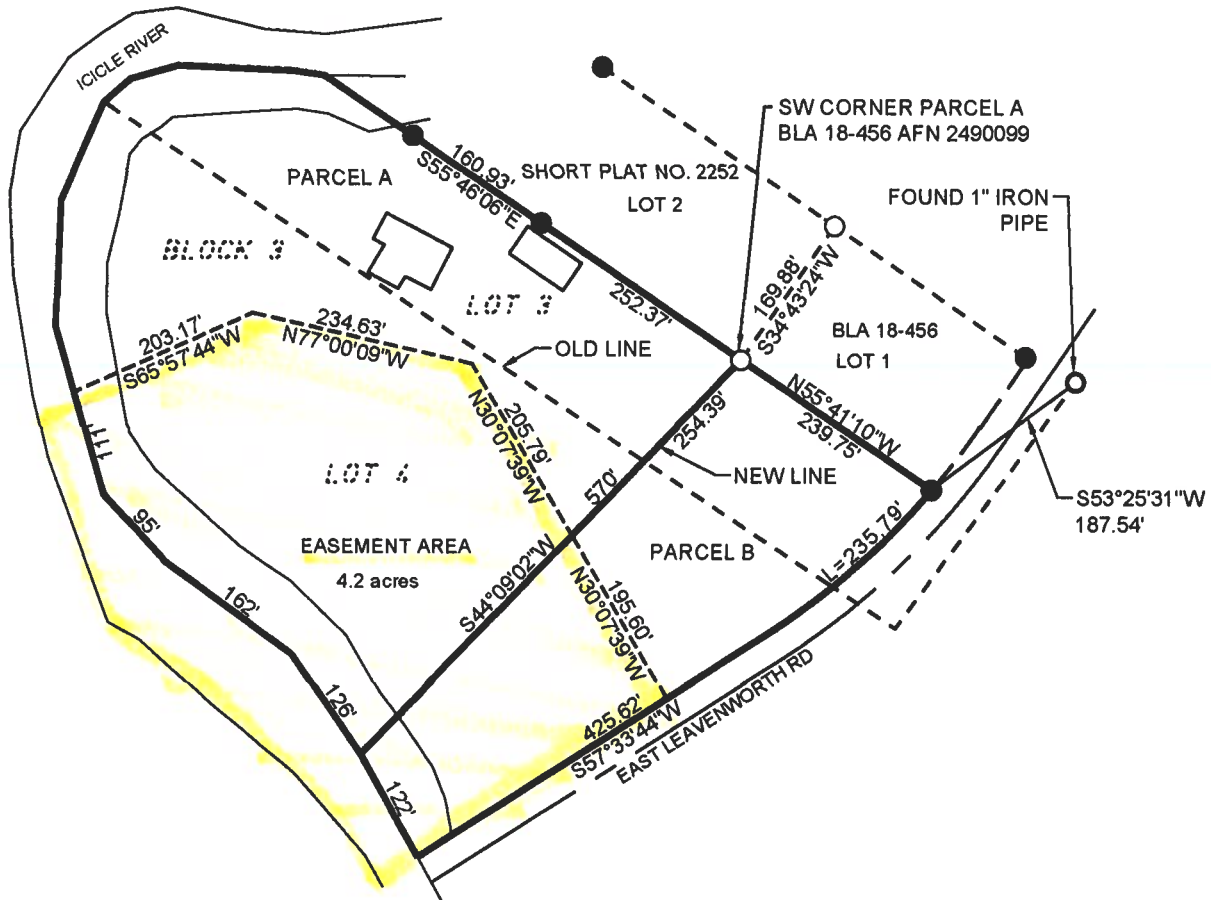 ICICLE RIVER
SW CORNER PARCEL A
BLA 18-456 AFN 2490099
160.93'
S55°46'06"E
SHORT PLAT NO. 2252
LOT 2
PARCEL A
FOUND 1" IRON
PIPE
BLOCK 3
LOT 3
252.37'
169.88'
S34°43'24"W
BLA 18-456
LOT 1
203.17'
S65°57'44"W
234.63'
N77°00'09"W
OLD LINE
N55°41'10"W
239.75'
205.79'
N30°07'39"W
254.39'
NEW LINE
570'
S44°09'02"W
S53°25'31"W
187.54'
111'
LOT 4
95'
EASEMENT AREA
4.2 acres
PARCEL B
L=235.79'
195.60'
N30°07'39"W
162'
126'
122'
425.62'
S57°33'44"W
EAST LEAVENWORTH RD